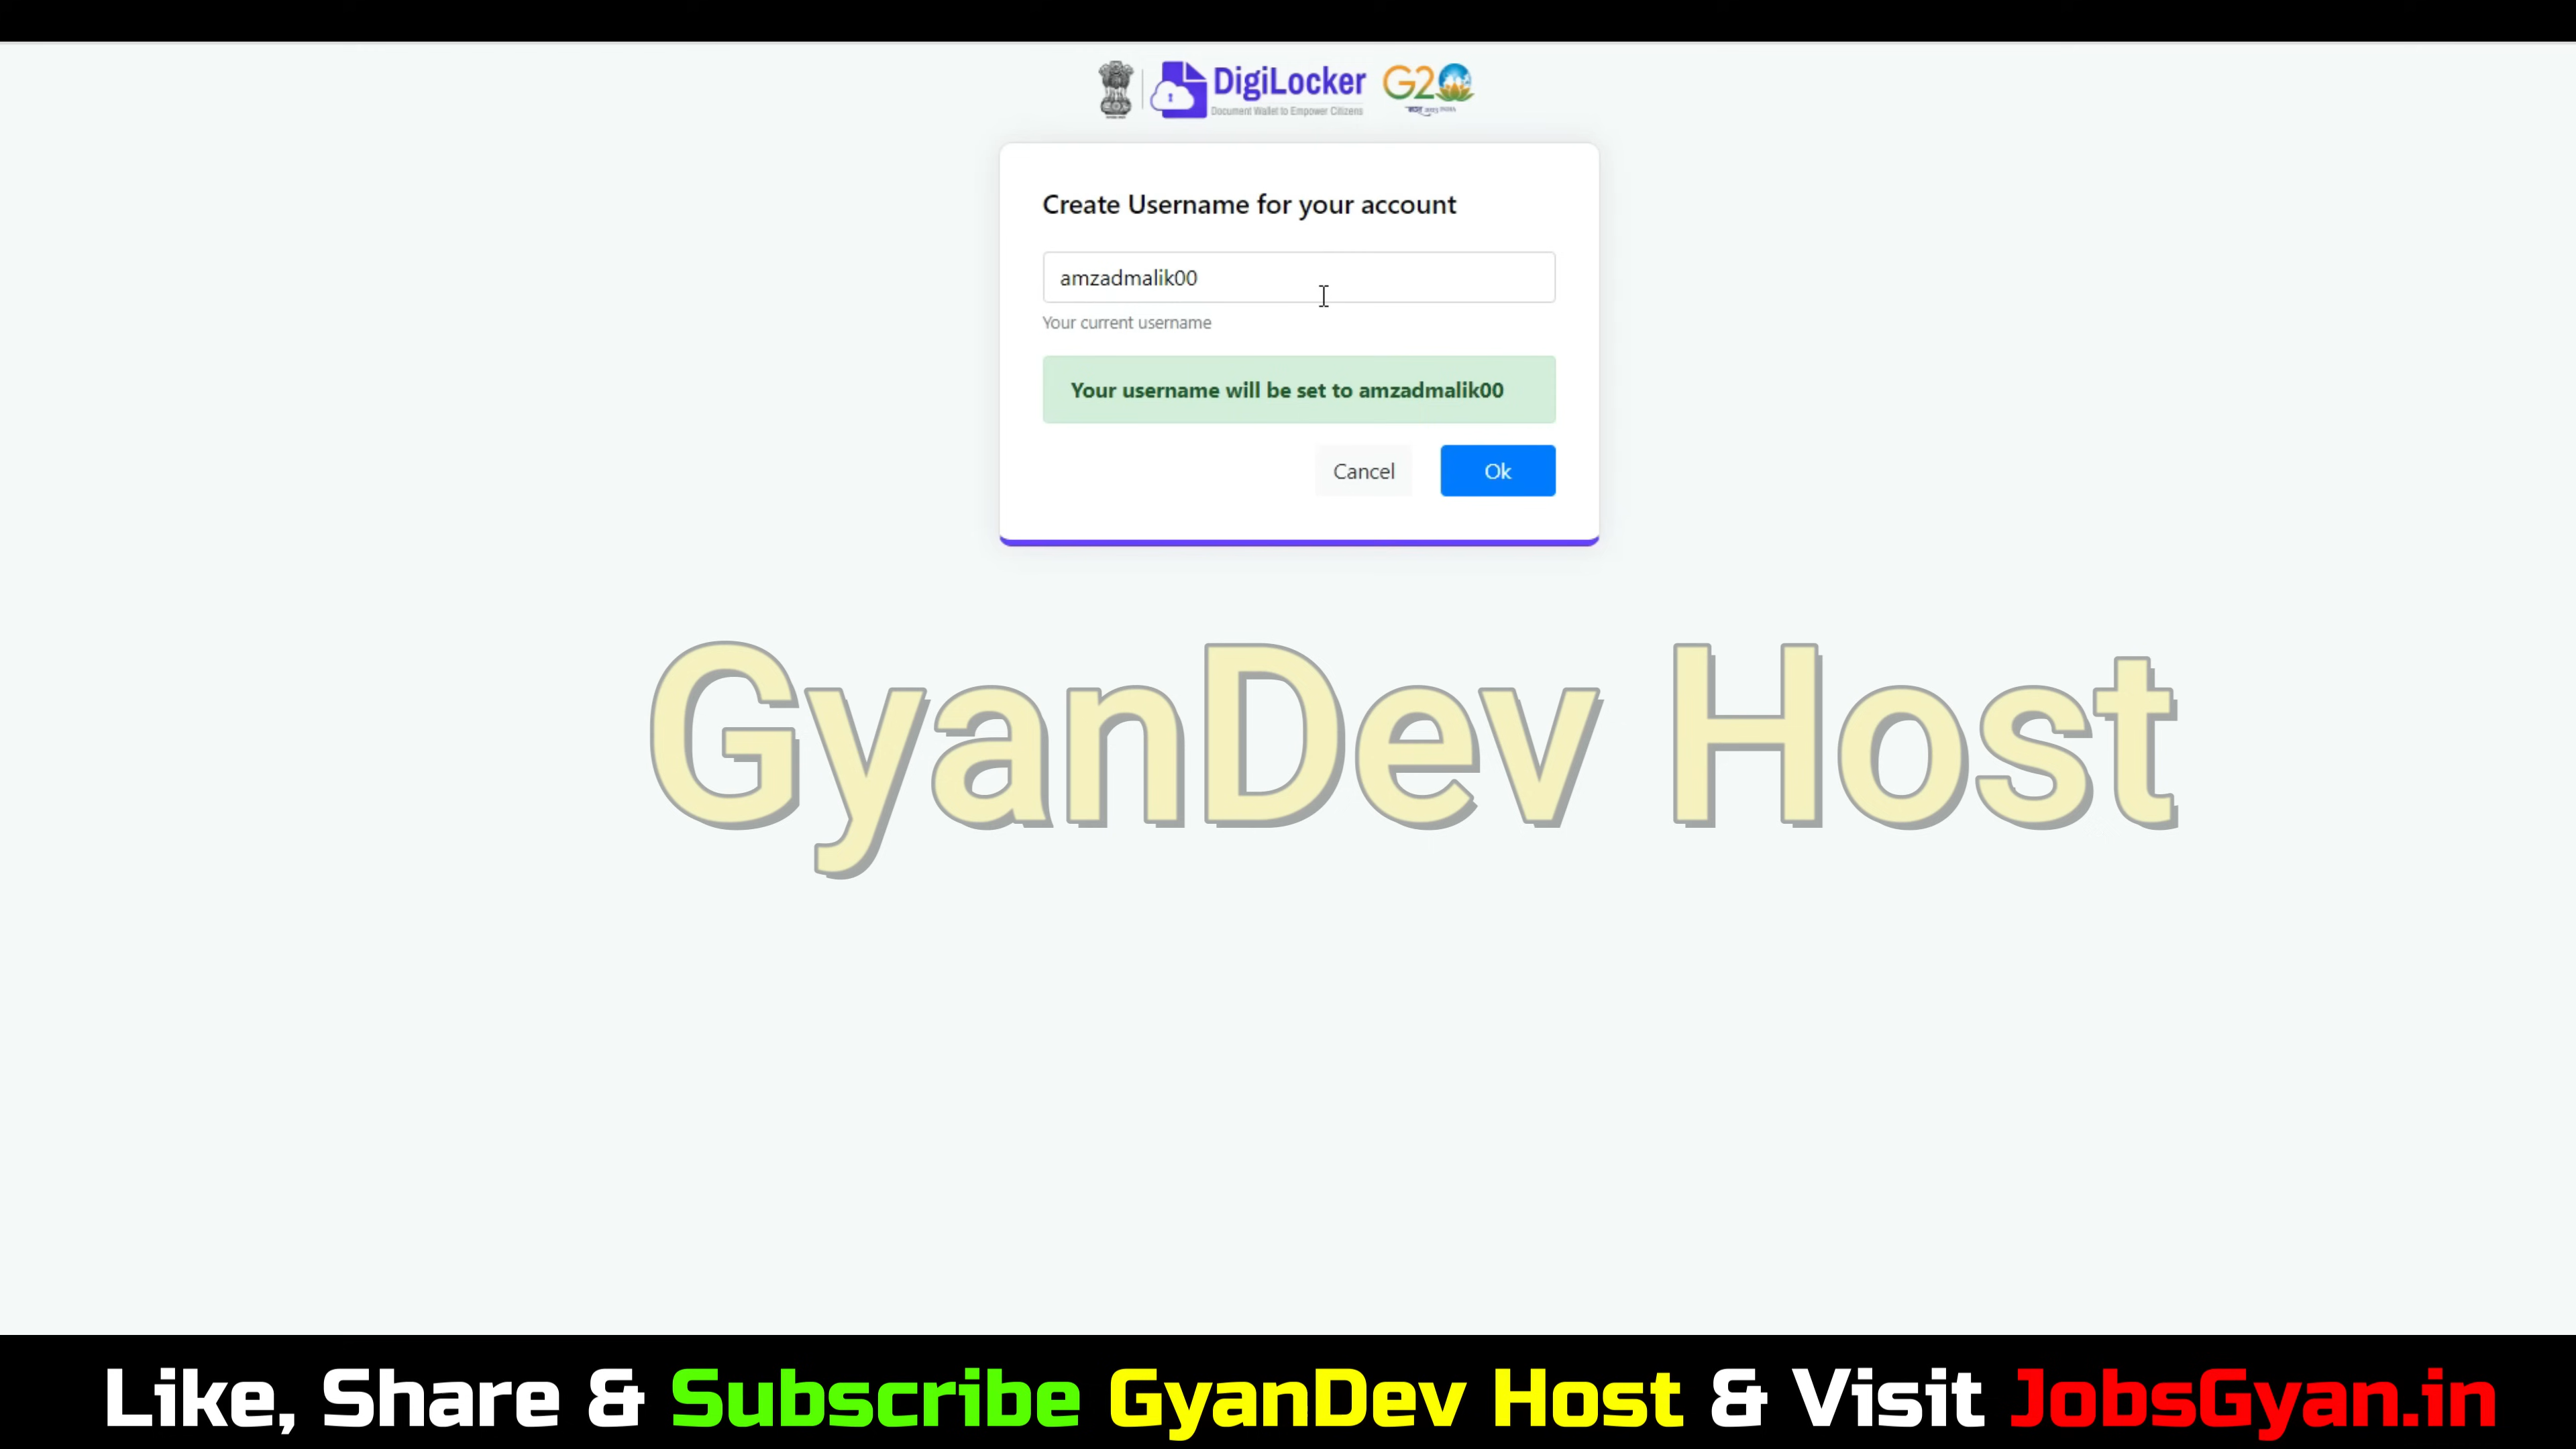 DigiLocker
Document Wallet to Empower Citizens
G20
Create Username for your account
amzadmalik00
Your current username
Your username will be set to amzadmalik00
Cancel
Ok
GyanDev Host
Like, Share & Subscribe GyanDev Host & Visit JobsGyan.in